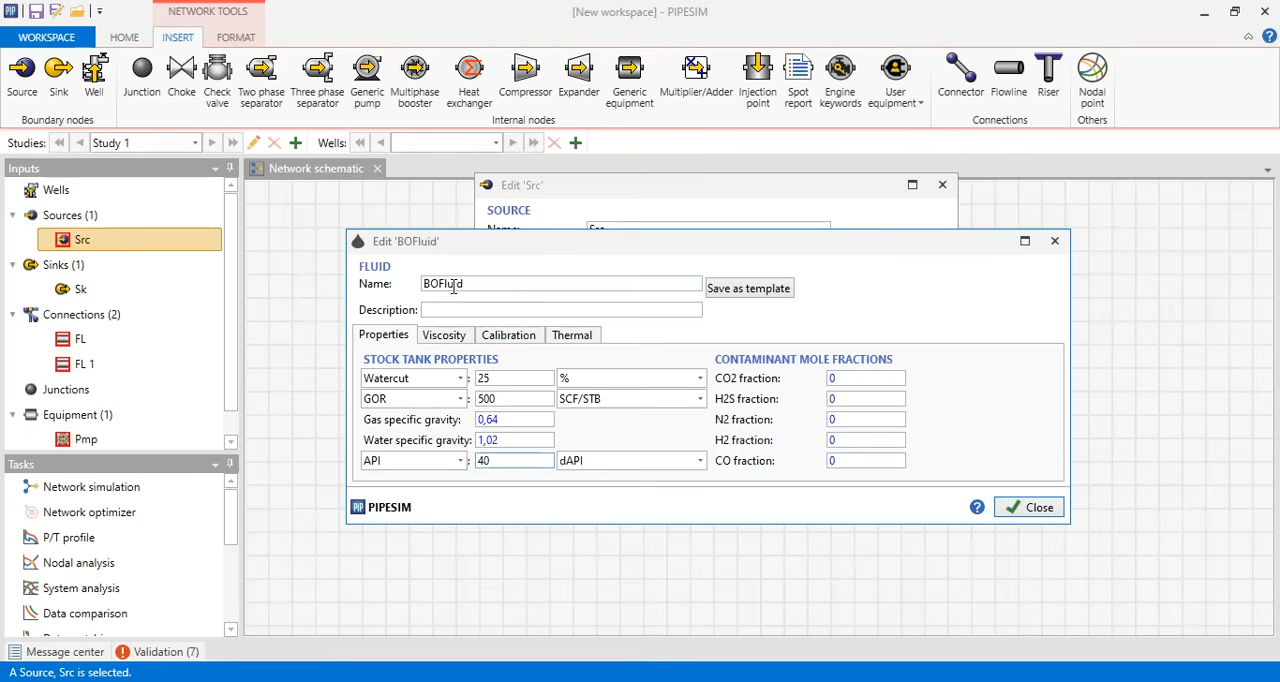 PIP
NETWORK TOOLS
[New workspace] - PIPESIM
WORKSPACE HOME INSERT FORMAT
Source Sink Well
Boundary nodes
Junction Choke Check valve Two phase separator Three phase separator Generic pump Multiphase booster Heat exchanger Compressor Expander Generic equipment Multiplier/Adder Injection point Spot report Engine keywords User equipment
Internal nodes
Connector Flowline Riser
Connections
Nodal point
Others
Studies: Study 1 Wells:
Inputs
Network schematic
Wells
Sources (1)
Src
Sinks (1)
Sk
Connections (2)
FL
FL 1
Junctions
Equipment (1)
Pmp
Tasks
Network simulation
Network optimizer
P/T profile
Nodal analysis
System analysis
Data comparison
Edit 'Src'
SOURCE
Edit 'BOFluid'
FLUID
Name: BOFluid
Save as template
Description:
Properties Viscosity Calibration Thermal
STOCK TANK PROPERTIES
Watercut : 25 %
GOR : 500 SCF/STB
Gas specific gravity: 0,64
Water specific gravity: 1,02
API : 40 dAPI
CONTAMINANT MOLE FRACTIONS
CO2 fraction: 0
H2S fraction: 0
N2 fraction: 0
H2 fraction: 0
CO fraction: 0
PIP PIPESIM
? Close
Message center Validation (7)
A Source, Src is selected.